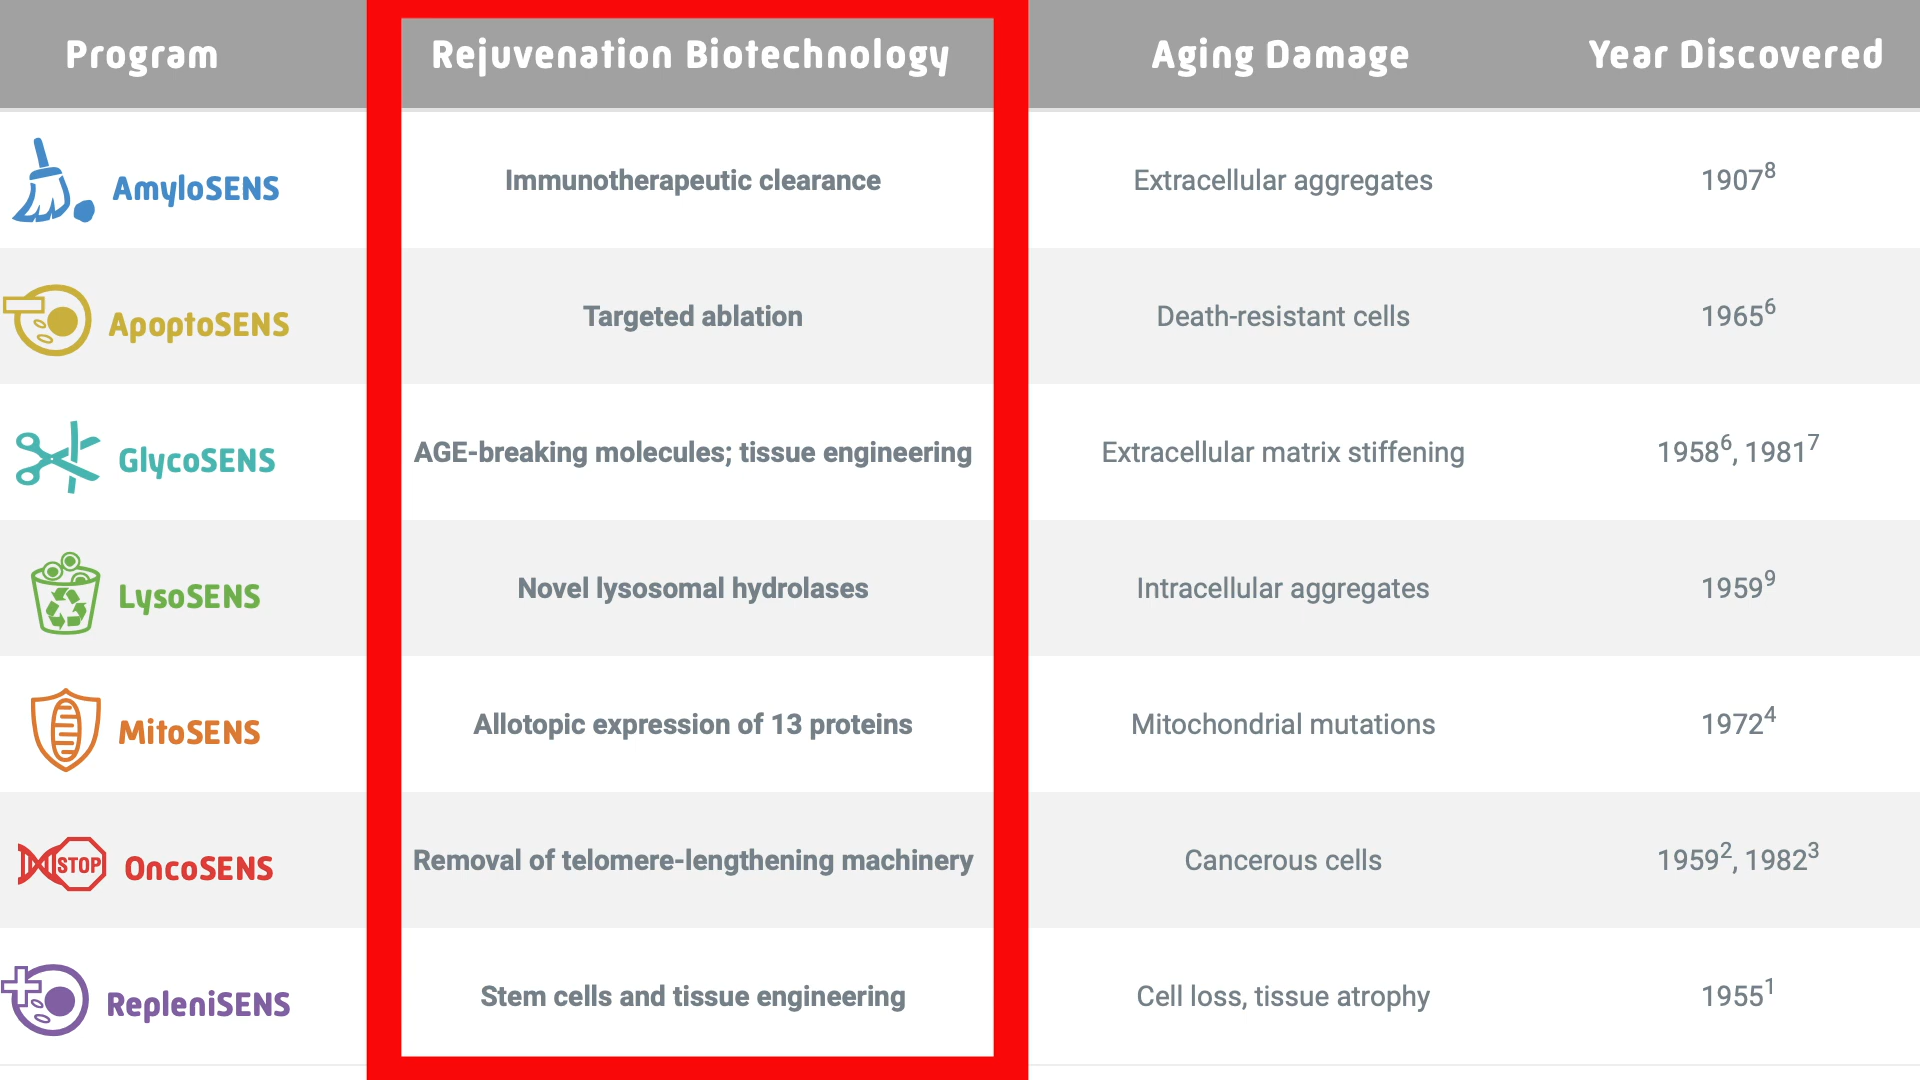 Program Rejuvenation Biotechnology Aging Damage Year Discovered
AmyloSENS Immunotherapeutic clearance Extracellular aggregates 1907⁸
ApoptoSENS Targeted ablation Death-resistant cells 1965⁶
GlycoSENS AGE-breaking molecules; tissue engineering Extracellular matrix stiffening 1958⁶, 1981⁷
LysoSENS Novel lysosomal hydrolases Intracellular aggregates 1959⁹
MitoSENS Allotopic expression of 13 proteins Mitochondrial mutations 1972⁴
STOP OncoSENS Removal of telomere-lengthening machinery Cancerous cells 1959², 1982³
RepleniSENS Stem cells and tissue engineering Cell loss, tissue atrophy 1955¹